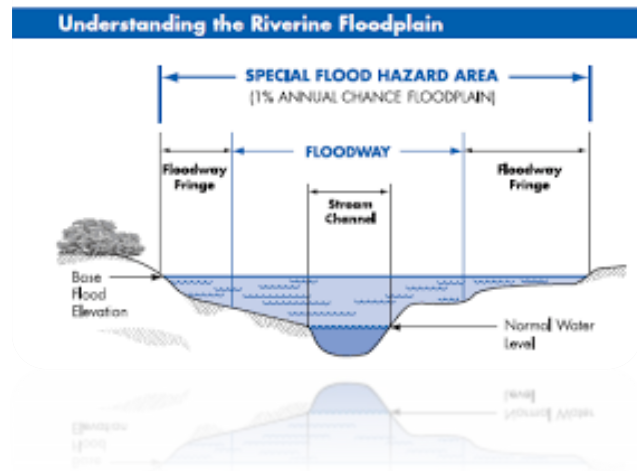 Understanding the Riverine Floodplain
SPECIAL FLOOD HAZARD AREA
(1% ANNUAL CHANCE FLOODPLAIN)
FLOODWAY
Floodway
Fringe
Floodway
Fringe
Stream
Channel
Base
Flood
Elevation
Normal Water
Level